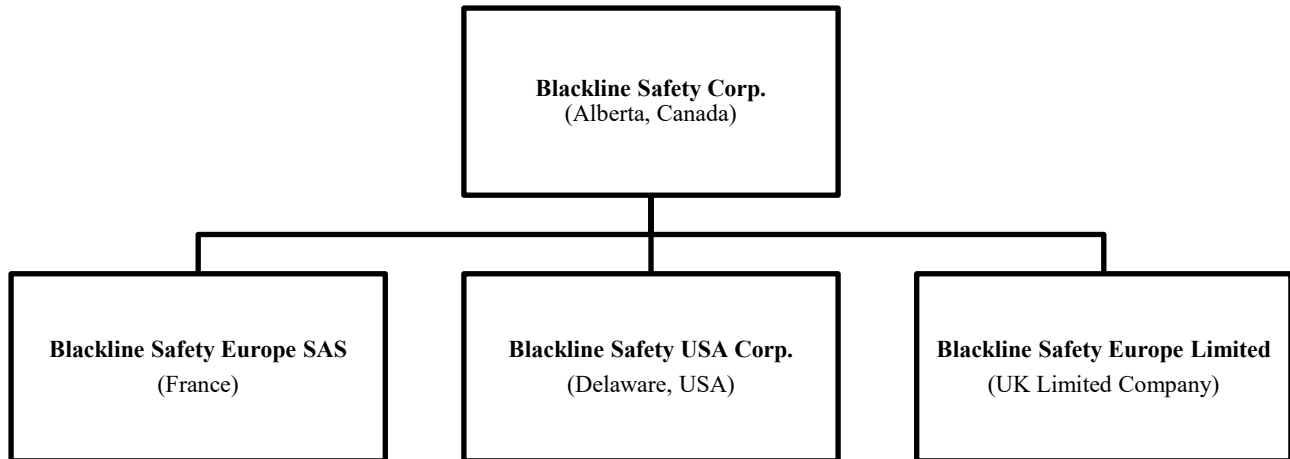 Blackline Safety Corp.
(Alberta, Canada)
Blackline Safety Europe SAS
(France)
Blackline Safety USA Corp.
(Delaware, USA)
Blackline Safety Europe Limited
(UK Limited Company)